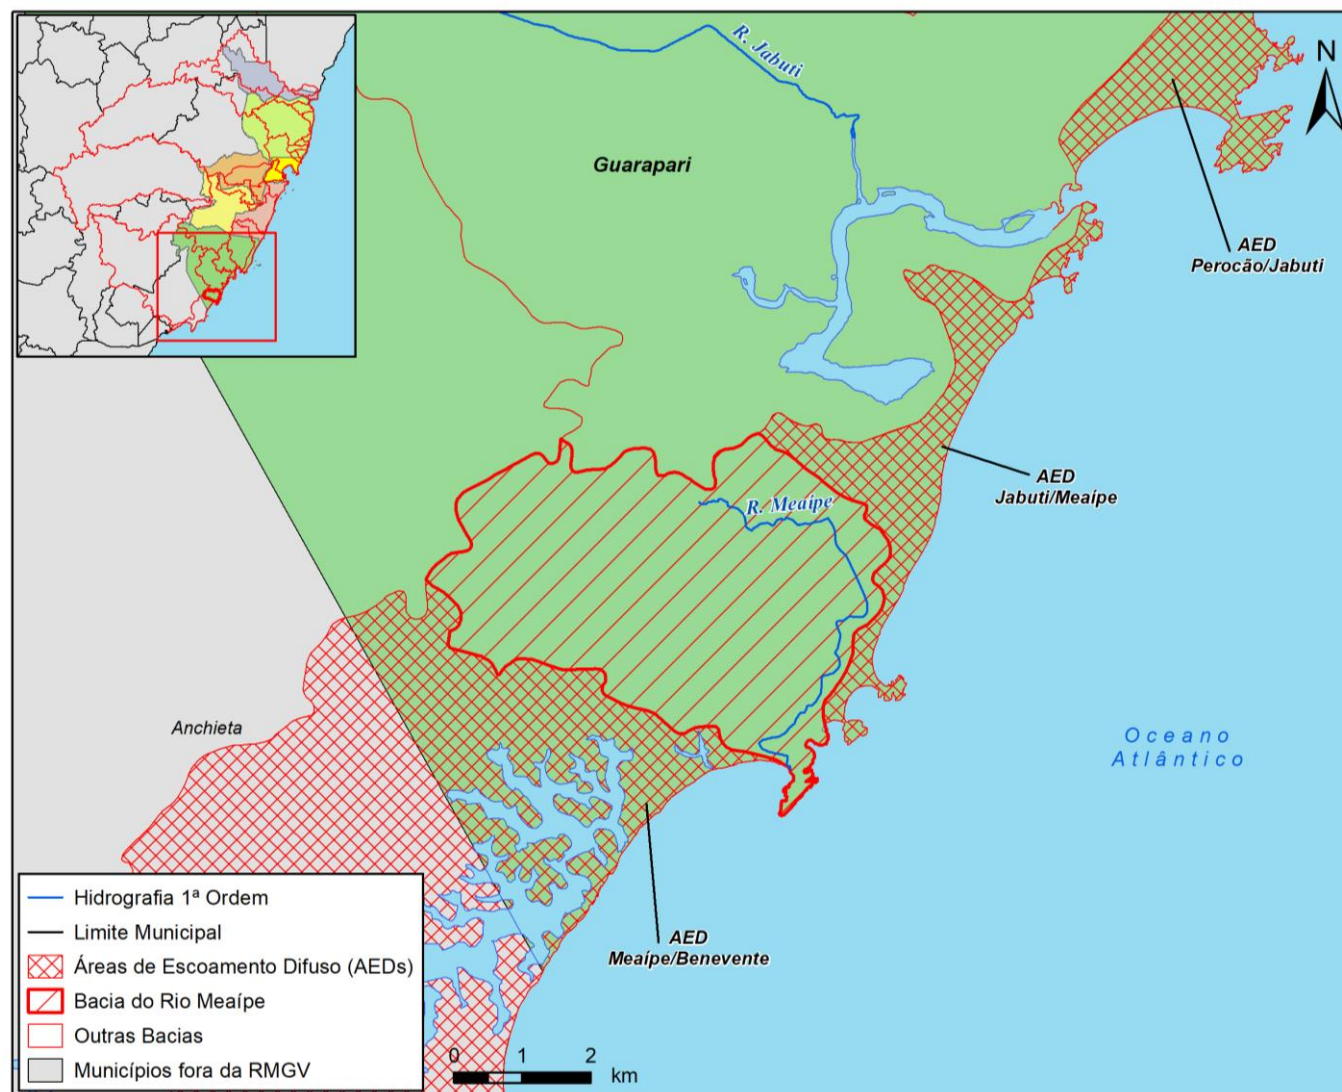 R. Jabuti
N
Guarapari
AED
Perocão/Jabuti
AED
Jabuti/Meaípe
R. Meaípe
Anchieta
Oceano
Atlântico
AED
Meaípe/Benevente
Hidrografia 1ª Ordem
Limite Municipal
Áreas de Escoamento Difuso (AEDs)
Bacia do Rio Meaípe
Outras Bacias
Municípios fora da RMGV
0 1 2
km